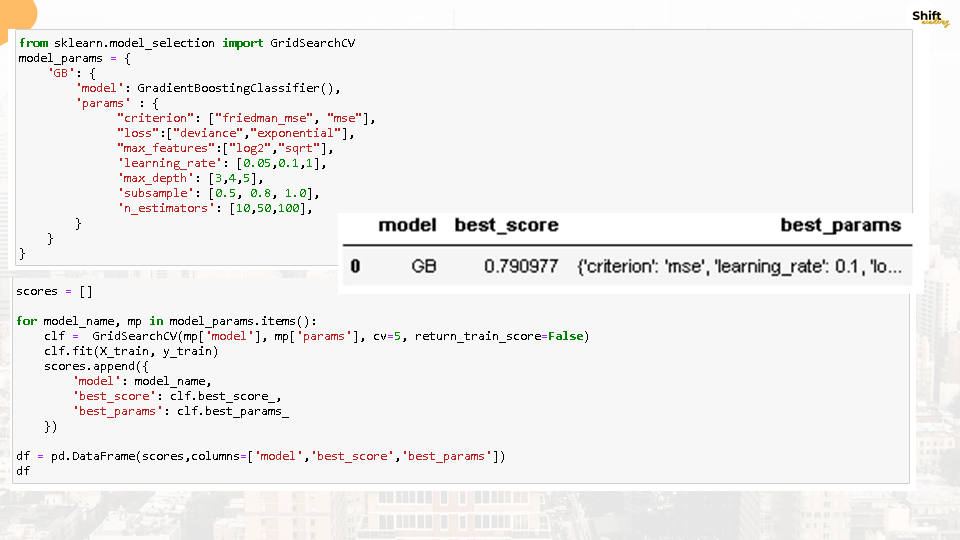 Shift
academy
from sklearn.model_selection import GridSearchCV
model_params = {
    'GB': {
        'model': GradientBoostingClassifier(),
        'params' : {
              "criterion": ["friedman_mse", "mse"],
              "loss":["deviance","exponential"],
              "max_features":["log2","sqrt"],
              'learning_rate': [0.05,0.1,1],
              'max_depth': [3,4,5],
              'subsample': [0.5, 0.8, 1.0],
              'n_estimators': [10,50,100],
        }
    }
}
model best_score best_params
0 GB 0.790977 {'criterion': 'mse', 'learning_rate': 0.1, 'lo...
scores = []
for model_name, mp in model_params.items():
    clf =  GridSearchCV(mp['model'], mp['params'], cv=5, return_train_score=False)
    clf.fit(X_train, y_train)
    scores.append({
        'model': model_name,
        'best_score': clf.best_score_,
        'best_params': clf.best_params_
    })
df = pd.DataFrame(scores,columns=['model','best_score','best_params'])
df